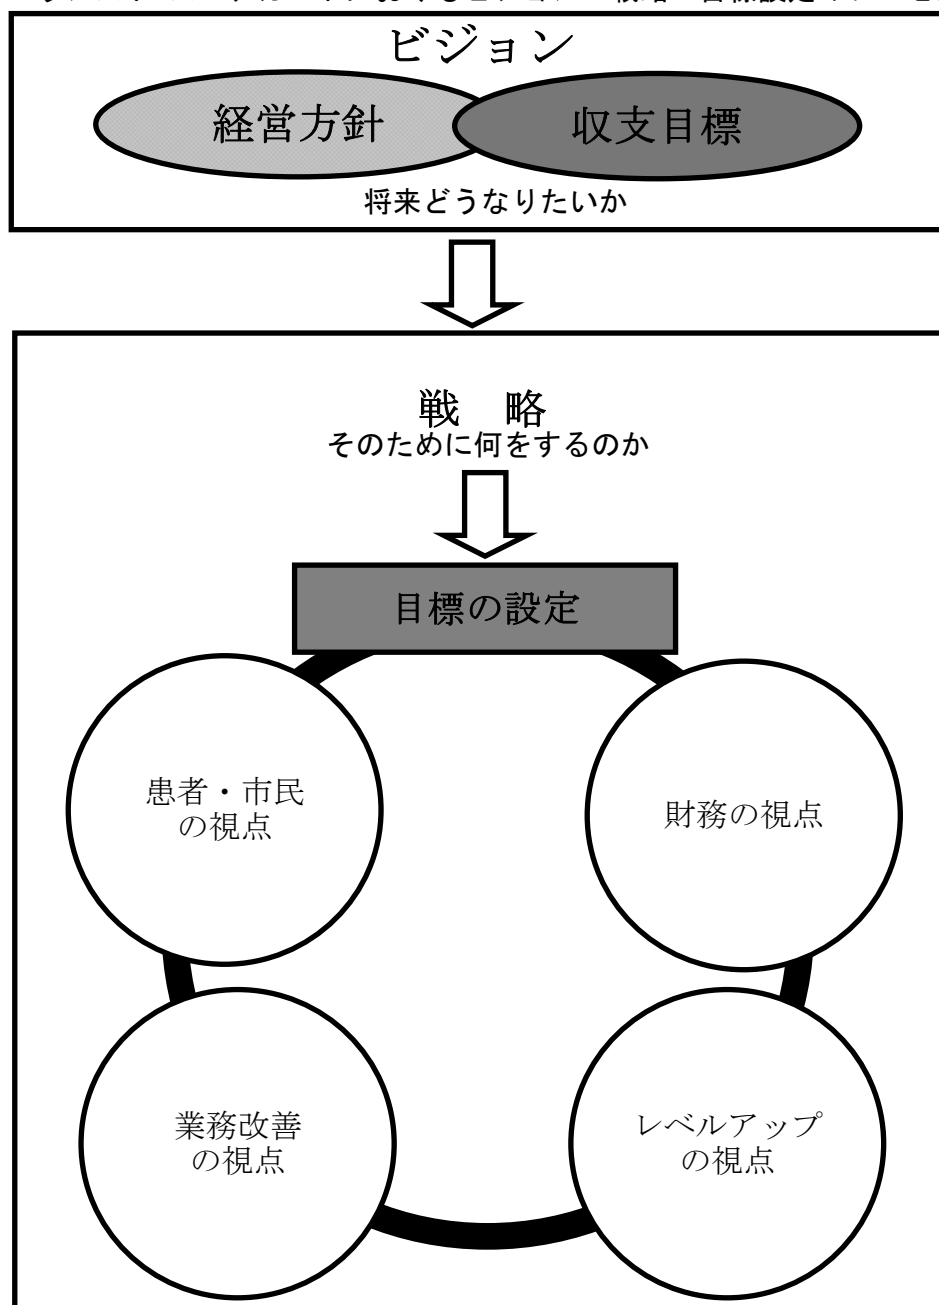 ビジョン
経営方針
収支目標
将来どうなりたいか
戦　略
そのために何をするのか
目標の設定
患者・市民
の視点
財務の視点
業務改善
の視点
レベルアップ
の視点